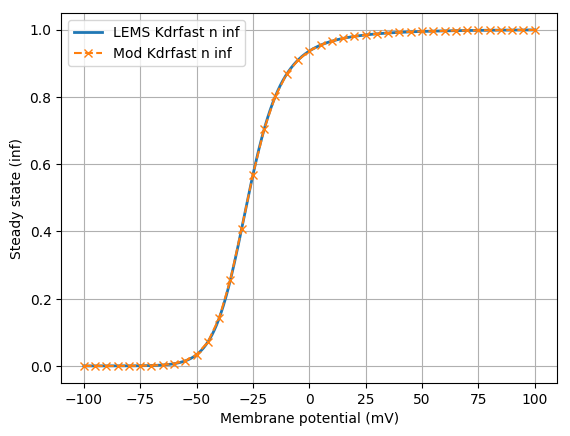 LEMS Kdrfast n inf
Mod Kdrfast n inf
1.0
0.8
0.6
0.4
0.2
0.0
Steady state (inf)
−100 −75 −50 −25 0 25 50 75 100
Membrane potential (mV)